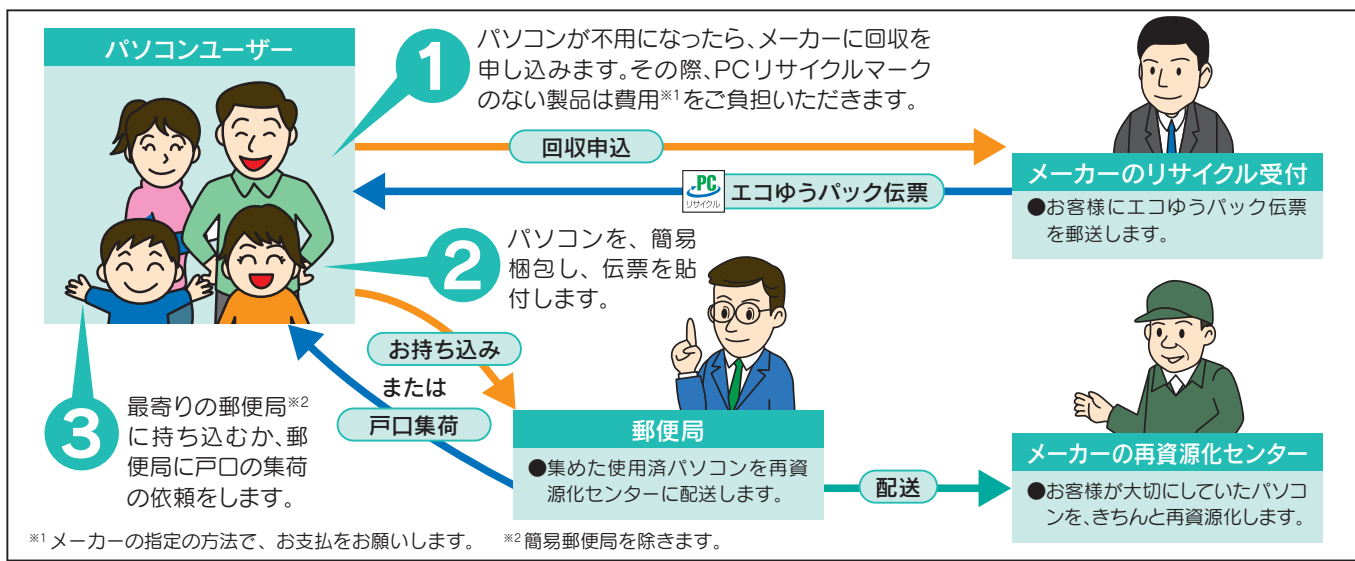 パソコンユーザー
1
パソコンが不用になったら、メーカーに回収を
申し込みます。その際、PCリサイクルマーク
のない製品は費用※1をご負担いただきます。
回収申込
PC
リサイクル
エコゆうパック伝票
メーカーのリサイクル受付
●お客様にエコゆうパック伝票
を郵送します。
2
パソコンを、簡易
梱包し、伝票を貼
付します。
お持ち込み
または
戸口集荷
3
最寄りの郵便局※2
に持ち込むか、郵
便局に戸口の集荷
の依頼をします。
郵便局
●集めた使用済パソコンを再資
源化センターに配送します。
配送
メーカーの再資源化センター
●お客様が大切にしていたパソコ
ンを、きちんと再資源化します。
※1 メーカーの指定の方法で、お支払をお願いします。 ※2 簡易郵便局を除きます。